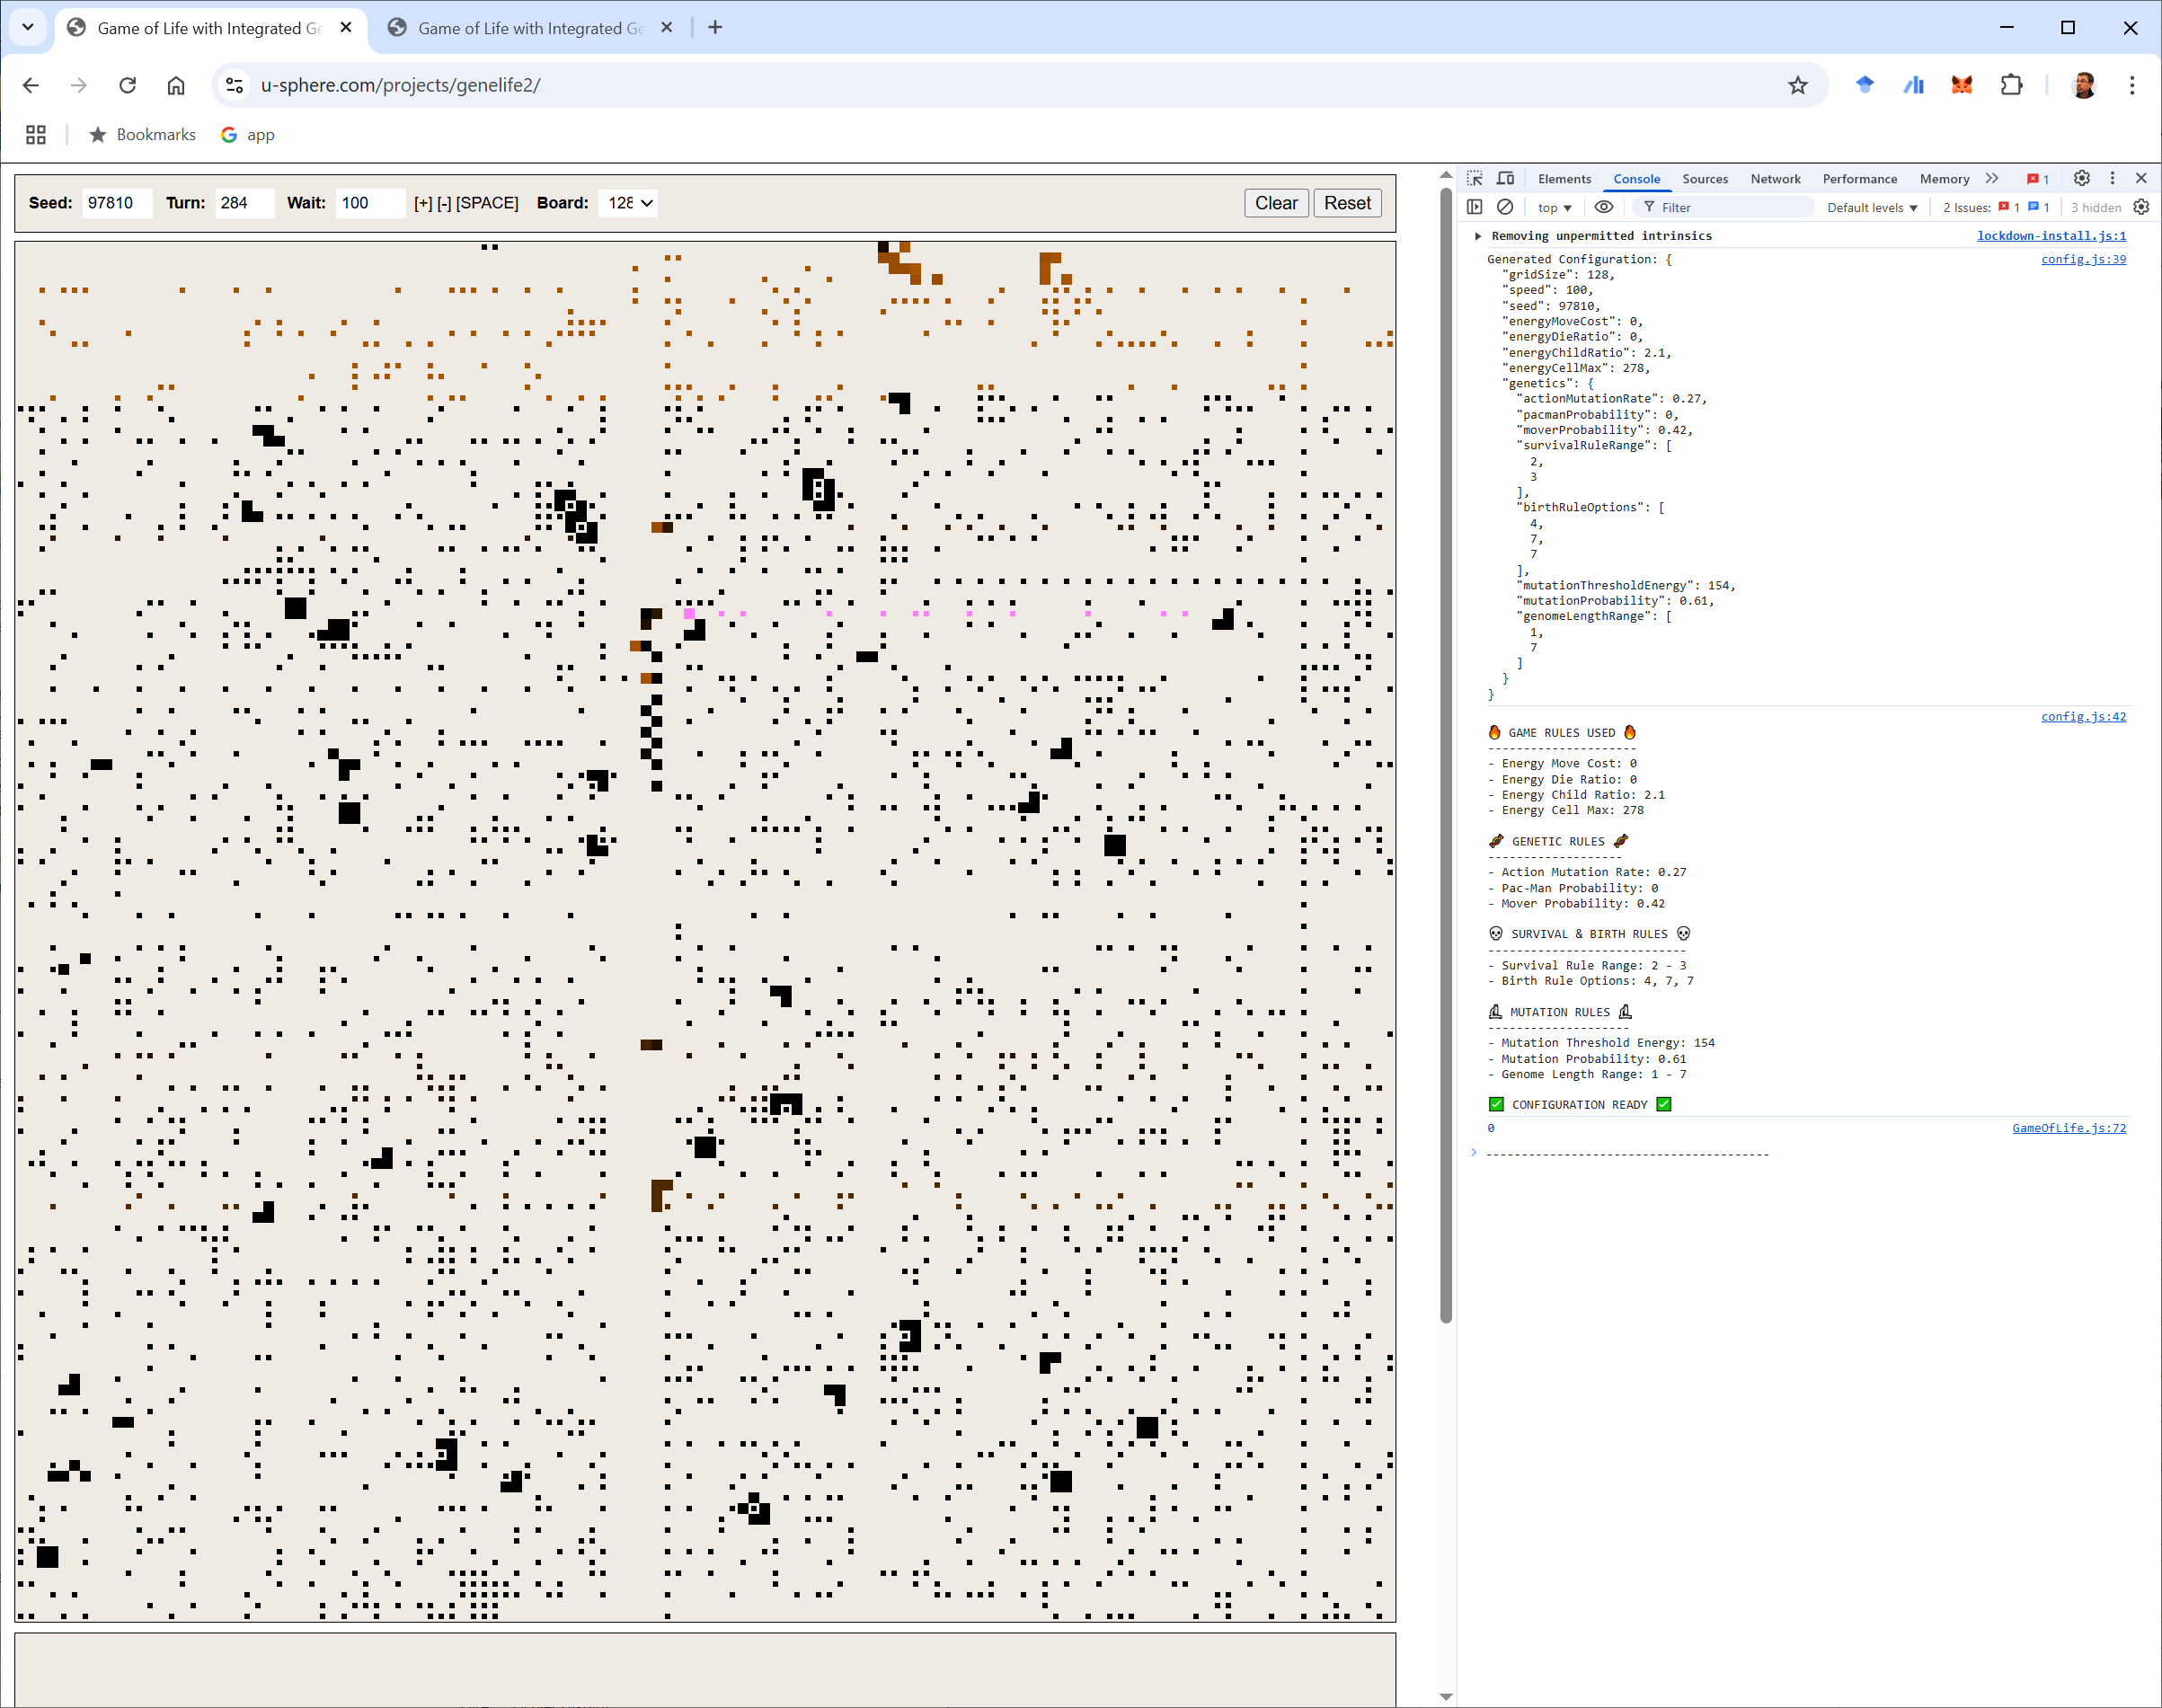 Game of Life with Integrated Ge
Game of Life with Integrated Ge
u-sphere.com/projects/genelife2/
Bookmarks
app
Seed: 97810 Turn: 284 Wait: 100 [+] [-] [SPACE] Board: 128 Clear Reset
Elements Console Sources Network Performance Memory 1
top Filter Default levels 2 Issues: 1 1 3 hidden
Removing unpermitted intrinsics lockdown-install.js:1
Generated Configuration: { config.js:39
"gridSize": 128,
"speed": 100,
"seed": 97810,
"energyMoveCost": 0,
"energyDieRatio": 0,
"energyChildRatio": 2.1,
"energyCellMax": 278,
"genetics": {
"actionMutationRate": 0.27,
"pacmanProbability": 0,
"moverProbability": 0.42,
"survivalRuleRange": [
2,
3
],
"birthRuleOptions": [
4,
7,
7
],
"mutationThresholdEnergy": 154,
"mutationProbability": 0.61,
"genomeLengthRange": [
1,
7
]
}
}
config.js:42
🔥 GAME RULES USED 🔥
---------------------
- Energy Move Cost: 0
- Energy Die Ratio: 0
- Energy Child Ratio: 2.1
- Energy Cell Max: 278
GENETIC RULES
-------------------
- Action Mutation Rate: 0.27
- Pac-Man Probability: 0
- Mover Probability: 0.42
💀 SURVIVAL & BIRTH RULES 💀
----------------------------
- Survival Rule Range: 2 - 3
- Birth Rule Options: 4, 7, 7
MUTATION RULES
--------------------
- Mutation Threshold Energy: 154
- Mutation Probability: 0.61
- Genome Length Range: 1 - 7
✅ CONFIGURATION READY ✅
0 GameOfLife.js:72
----------------------------------------